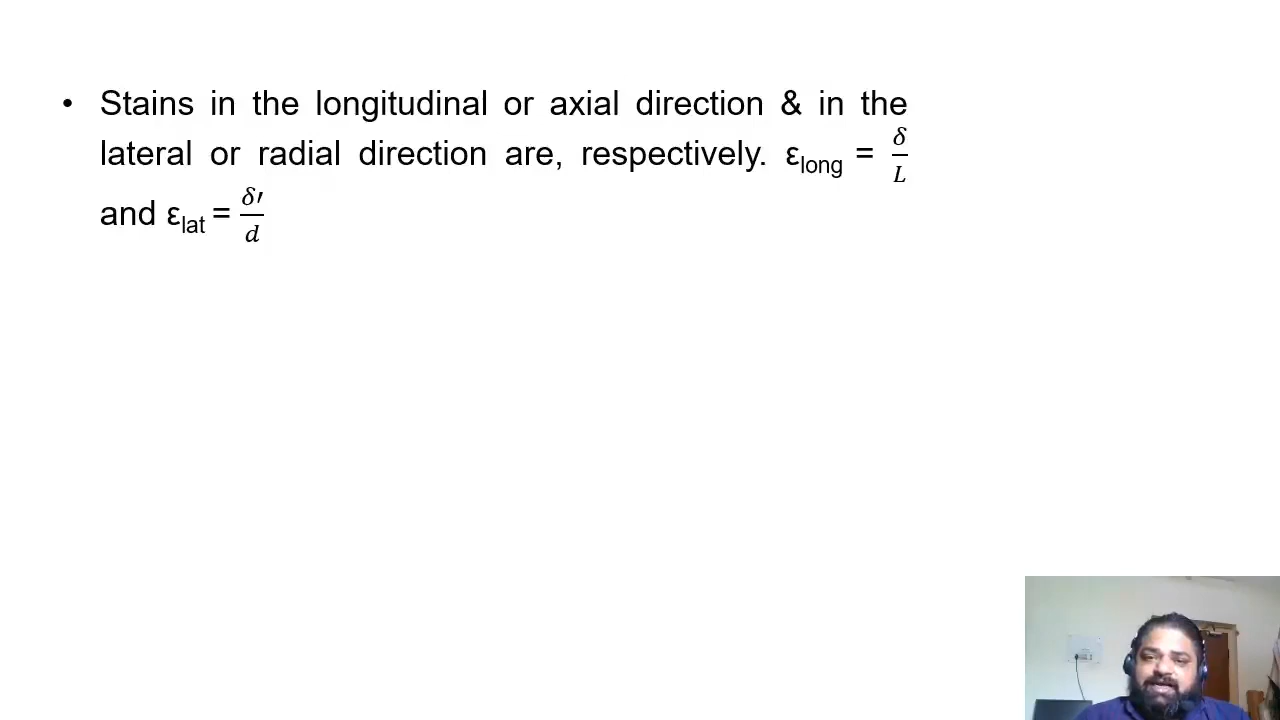 • Stains in the longitudinal or axial direction & in the
lateral or radial direction are, respectively. ε_long = δ/L
and ε_lat = δ′/d